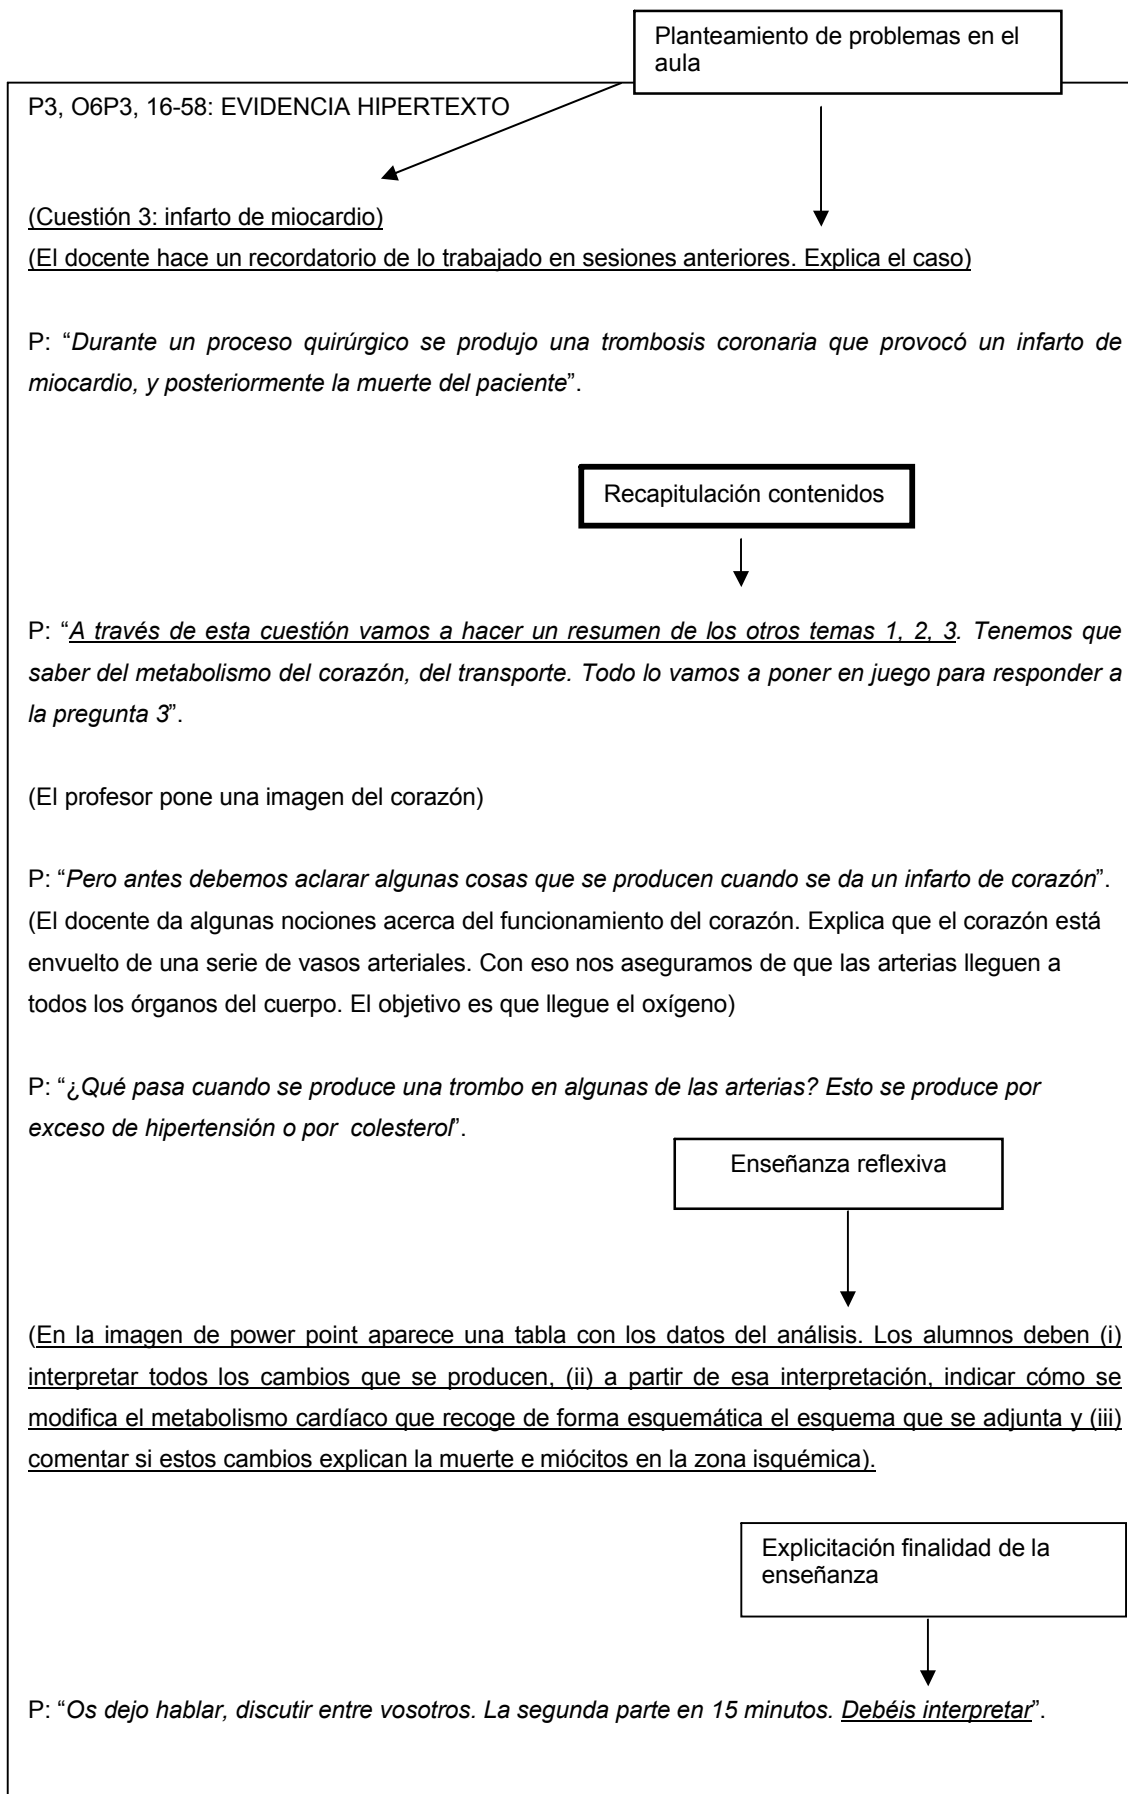 Planteamiento de problemas en el
aula
P3, O6P3, 16-58: EVIDENCIA HIPERTEXTO
(Cuestión 3: infarto de miocardio)
(El docente hace un recordatorio de lo trabajado en sesiones anteriores. Explica el caso)
P: “Durante un proceso quirúrgico se produjo una trombosis coronaria que provocó un infarto de
miocardio, y posteriormente la muerte del paciente”.
Recapitulación contenidos
P: “A través de esta cuestión vamos a hacer un resumen de los otros temas 1, 2, 3. Tenemos que
saber del metabolismo del corazón, del transporte. Todo lo vamos a poner en juego para responder a
la pregunta 3”.
(El profesor pone una imagen del corazón)
P: “Pero antes debemos aclarar algunas cosas que se producen cuando se da un infarto de corazón”.
(El docente da algunas nociones acerca del funcionamiento del corazón. Explica que el corazón está
envuelto de una serie de vasos arteriales. Con eso nos aseguramos de que las arterias lleguen a
todos los órganos del cuerpo. El objetivo es que llegue el oxígeno)
P: “¿Qué pasa cuando se produce una trombo en algunas de las arterias? Esto se produce por
exceso de hipertensión o por colesterol”.
Enseñanza reflexiva
(En la imagen de power point aparece una tabla con los datos del análisis. Los alumnos deben (i)
interpretar todos los cambios que se producen, (ii) a partir de esa interpretación, indicar cómo se
modifica el metabolismo cardíaco que recoge de forma esquemática el esquema que se adjunta y (iii)
comentar si estos cambios explican la muerte e miócitos en la zona isquémica).
Explicitación finalidad de la
enseñanza
P: “Os dejo hablar, discutir entre vosotros. La segunda parte en 15 minutos. Debéis interpretar”.